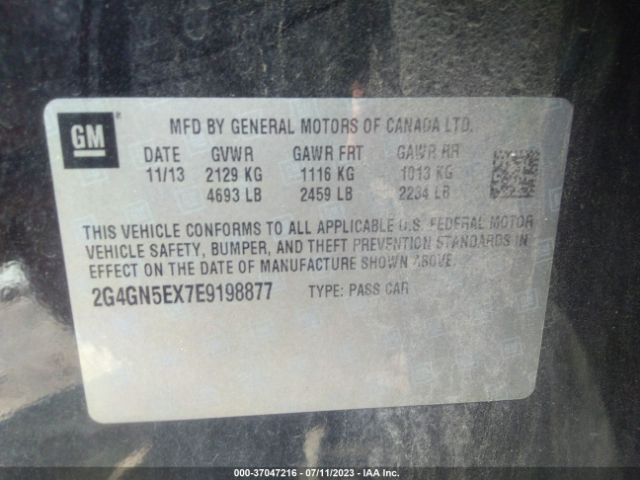 GM
MFD BY GENERAL MOTORS OF CANADA LTD.
DATE GVWR GAWR FRT GAWR RR
11/13 2129 KG 1116 KG 1013 KG
4693 LB 2459 LB 2234 LB
THIS VEHICLE CONFORMS TO ALL APPLICABLE U.S. FEDERAL MOTOR
VEHICLE SAFETY, BUMPER, AND THEFT PREVENTION STANDARDS IN
EFFECT ON THE DATE OF MANUFACTURE SHOWN ABOVE.
2G4GN5EX7E9198877 TYPE: PASS CAR
000-37047216 - 07/11/2023 - IAA Inc.